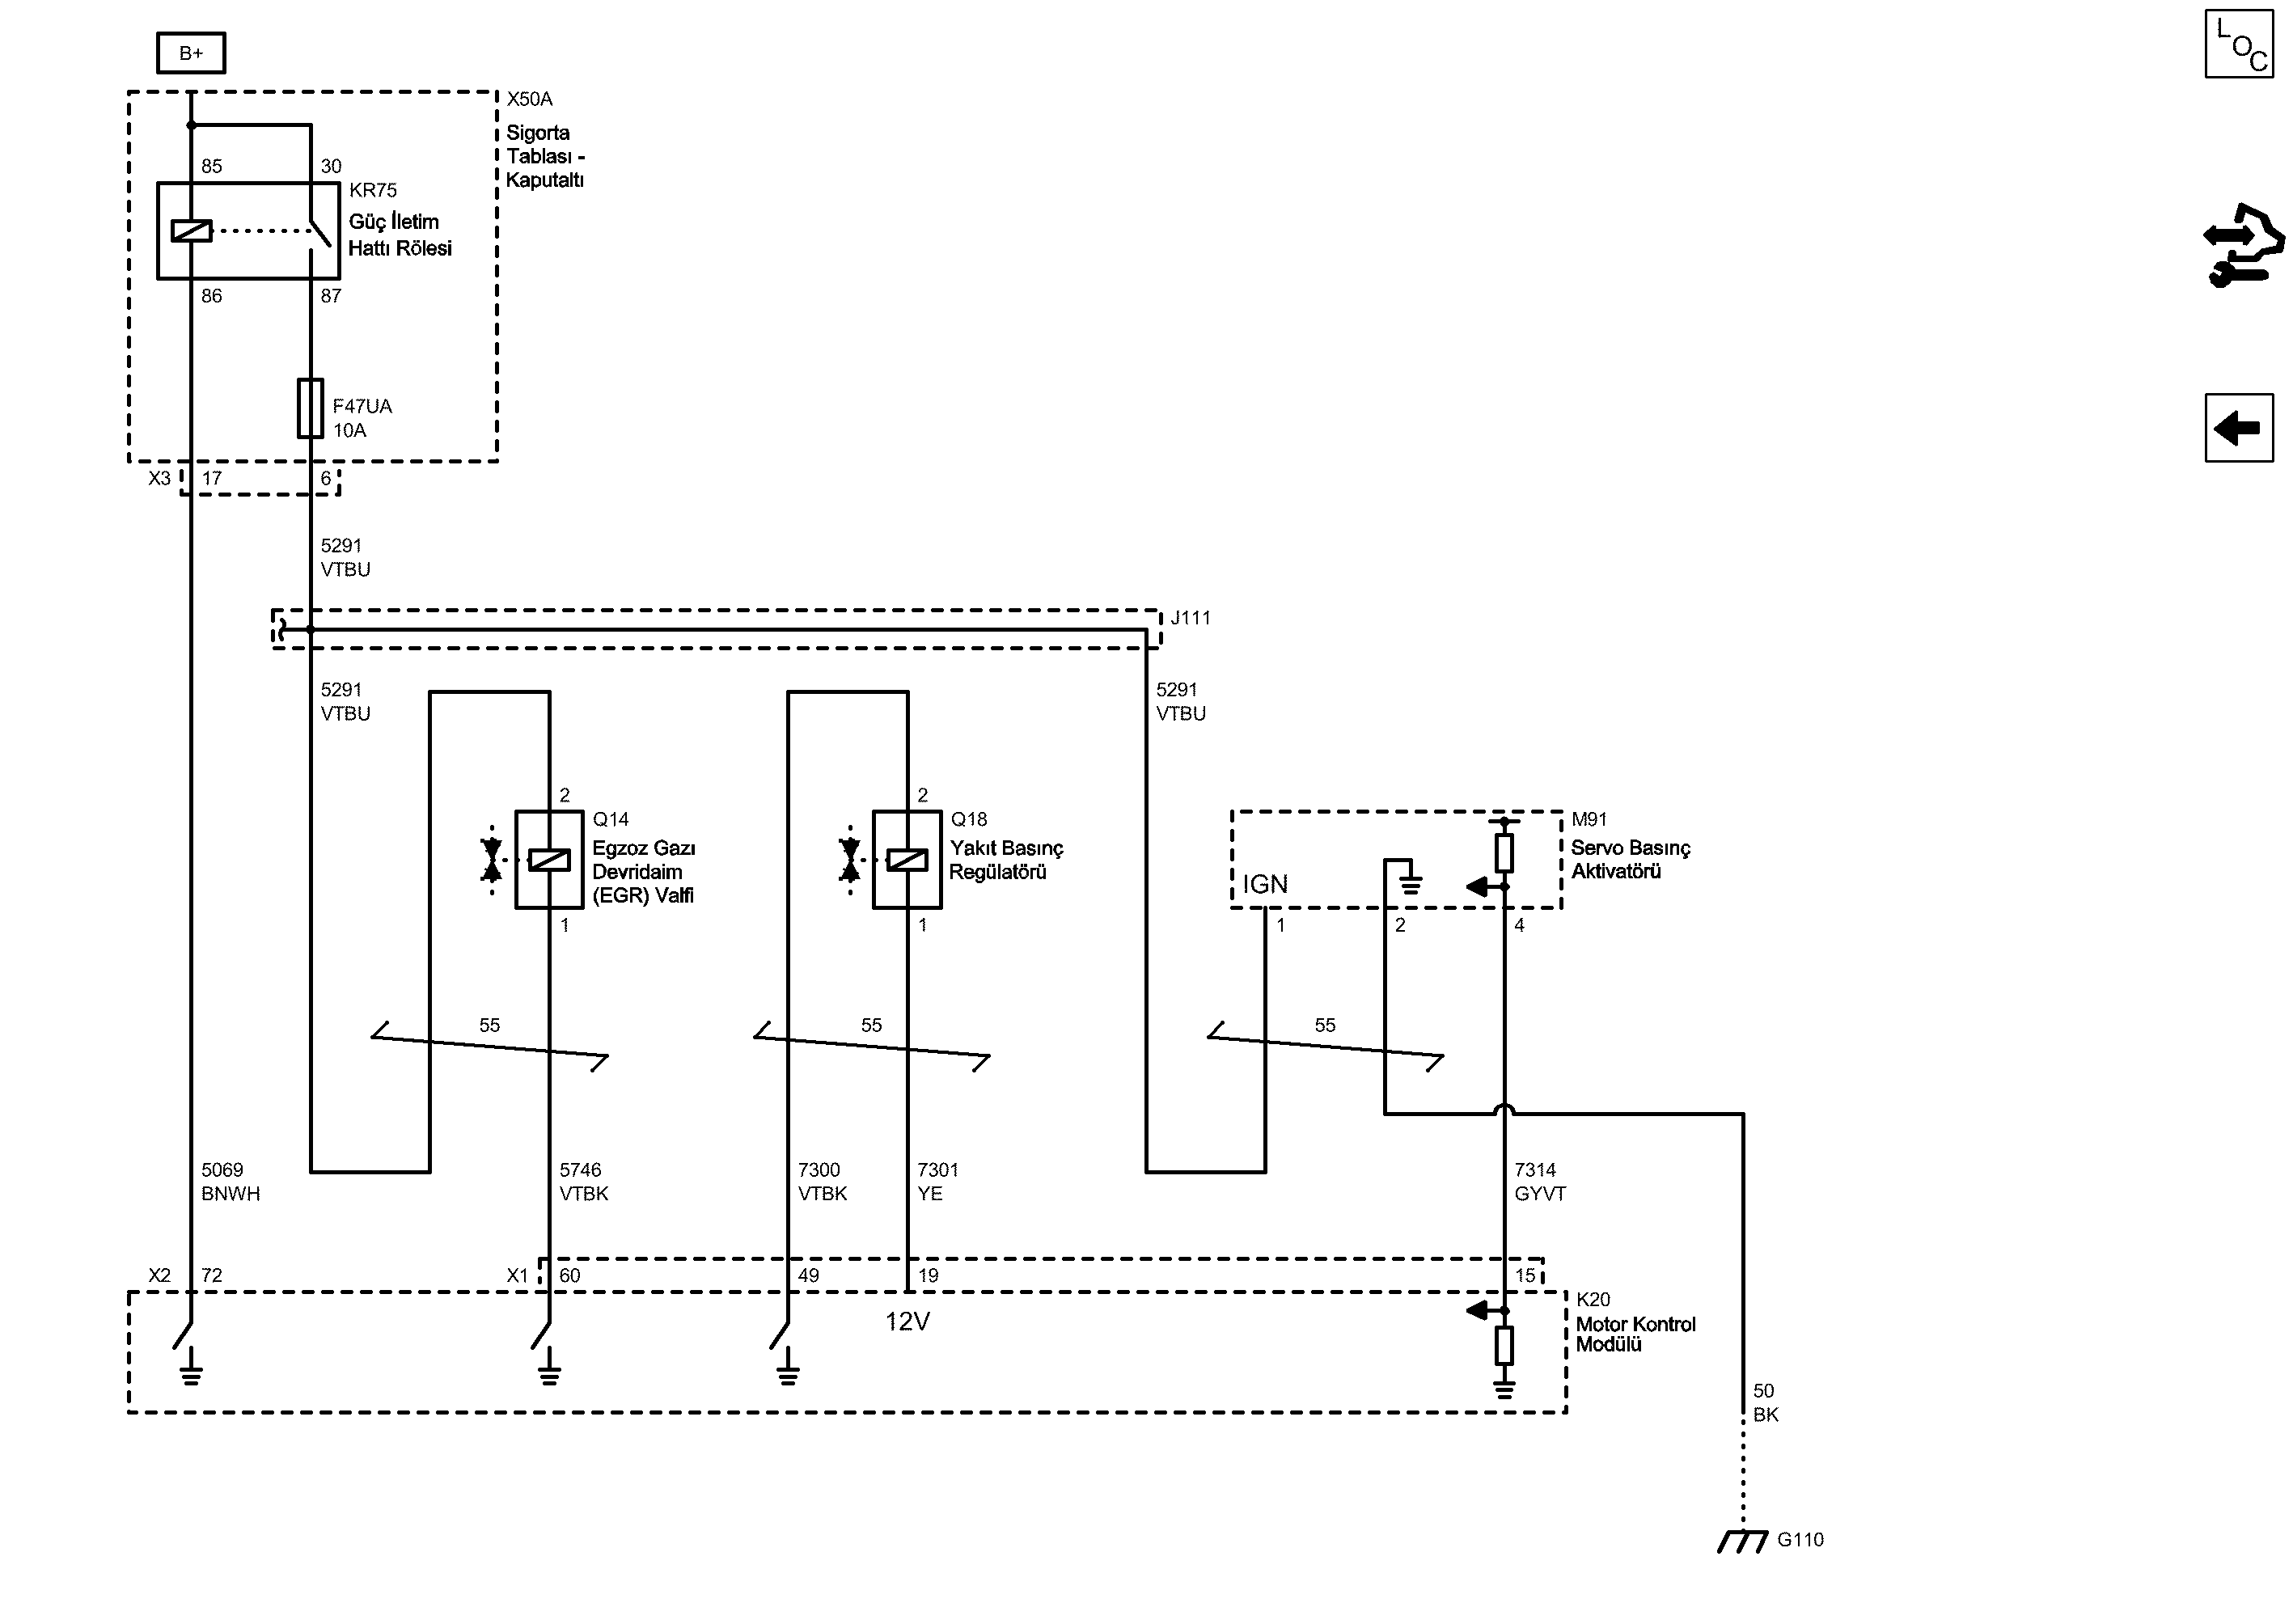 B+
X50A
Sigorta
Tablası -
Kaputaltı
85
30
KR75
Güç İletim
Hattı Rölesi
86
87
F47UA
10A
X3
17
6
5291
VTBU
J111
5291
VTBU
5291
VTBU
2
Q14
Egzoz Gazı
Devridaim
(EGR) Valfi
1
2
Q18
Yakıt Basınç
Regülatörü
1
M91
Servo Basınç
Aktivatörü
IGN
1
2
4
55
55
55
5069
BNWH
5746
VTBK
7300
VTBK
7301
YE
7314
GYVT
X2
72
X1
60
49
19
15
12V
K20
Motor Kontrol
Modülü
50
BK
G110
LOC